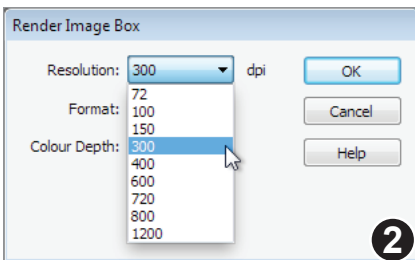 Render Image Box
Resolution: 300 dpi OK
72
Format: 100 Cancel
150
Colour Depth: 300 Help
400
600
720
800
1200
2